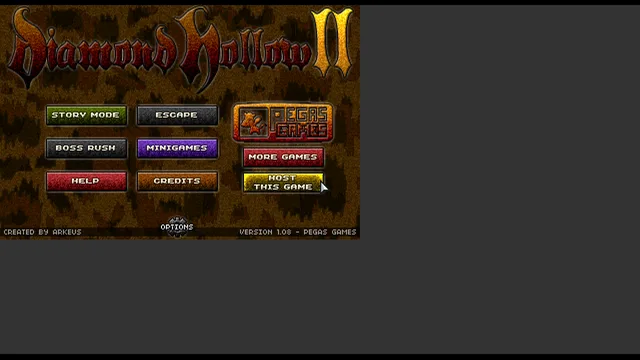 Diamond Hollow II
STORY MODE
ESCAPE
PEGAS
GAMES
BOSS RUSH
MINIGAMES
MORE GAMES
HELP
CREDITS
HOST
THIS GAME
OPTIONS
CREATED BY ARKEUS
VERSION 1.08 - PEGAS GAMES